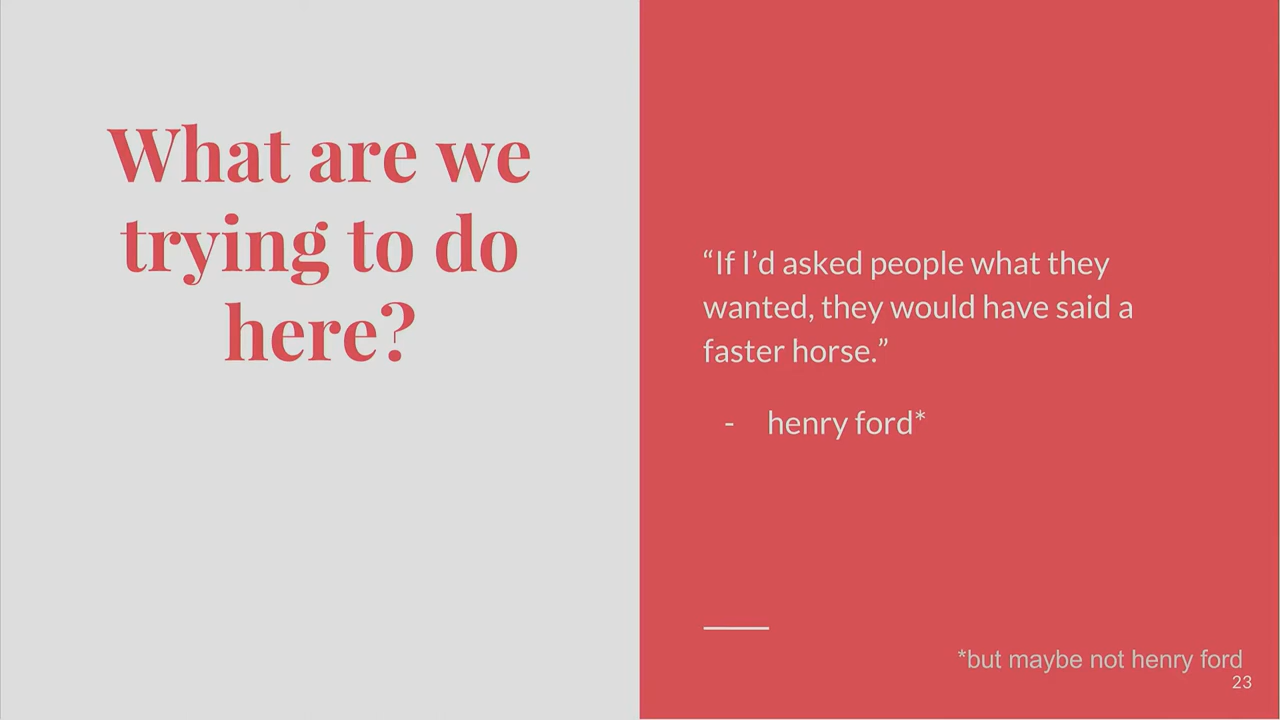 What are we
trying to do
here?
“If I’d asked people what they
wanted, they would have said a
faster horse.”
- henry ford*
*but maybe not henry ford
23